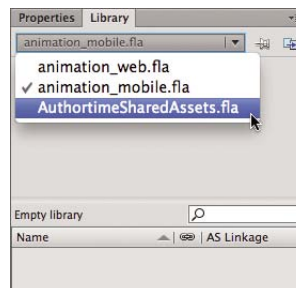 Properties Library
animation_mobile.fla
animation_web.fla
✓ animation_mobile.fla
AuthortimeSharedAssets.fla
Empty library
Name AS Linkage